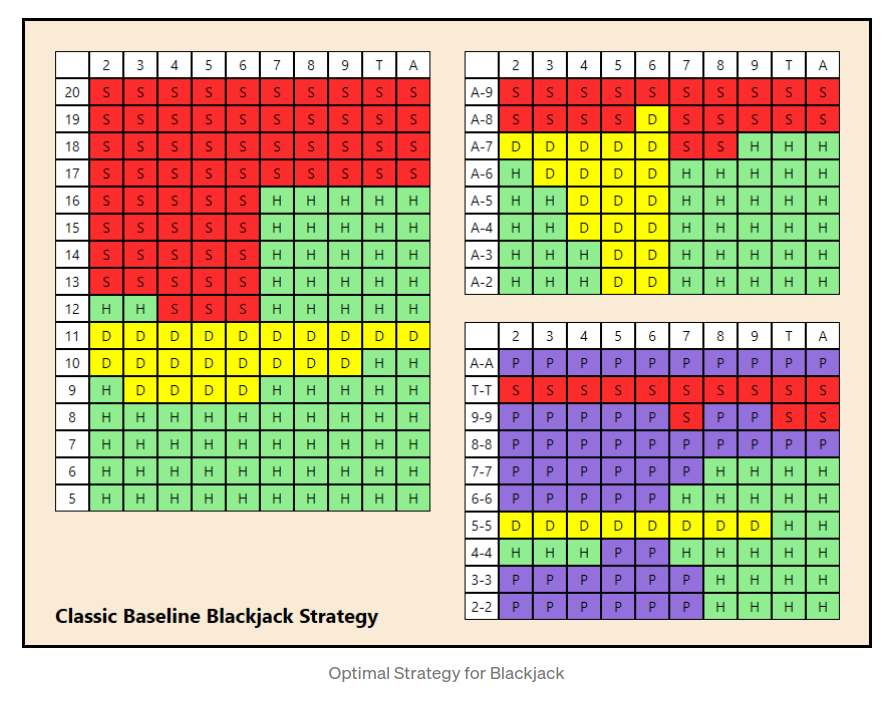 2 3 4 5 6 7 8 9 T A
20 S S S S S S S S S S
19 S S S S S S S S S S
18 S S S S S S S S S S
17 S S S S S S S S S S
16 S S S S S H H H H H
15 S S S S S H H H H H
14 S S S S S H H H H H
13 S S S S S H H H H H
12 H H S S S H H H H H
11 D D D D D D D D D D
10 D D D D D D D D H H
9 H D D D D H H H H H
8 H H H H H H H H H H
7 H H H H H H H H H H
6 H H H H H H H H H H
5 H H H H H H H H H H
2 3 4 5 6 7 8 9 T A
A-9 S S S S S S S S S S
A-8 S S S S D S S S S S
A-7 D D D D D S S H H H
A-6 H D D D D H H H H H
A-5 H H D D D H H H H H
A-4 H H D D D H H H H H
A-3 H H H D D H H H H H
A-2 H H H D D H H H H H
2 3 4 5 6 7 8 9 T A
A-A P P P P P P P P P P
T-T S S S S S S S S S S
9-9 P P P P P S P P S S
8-8 P P P P P P P P P P
7-7 P P P P P P H H H H
6-6 P P P P P H H H H H
5-5 D D D D D D D D H H
4-4 H H H P P H H H H H
3-3 P P P P P P H H H H
2-2 P P P P P P H H H H
Classic Baseline Blackjack Strategy
Optimal Strategy for Blackjack